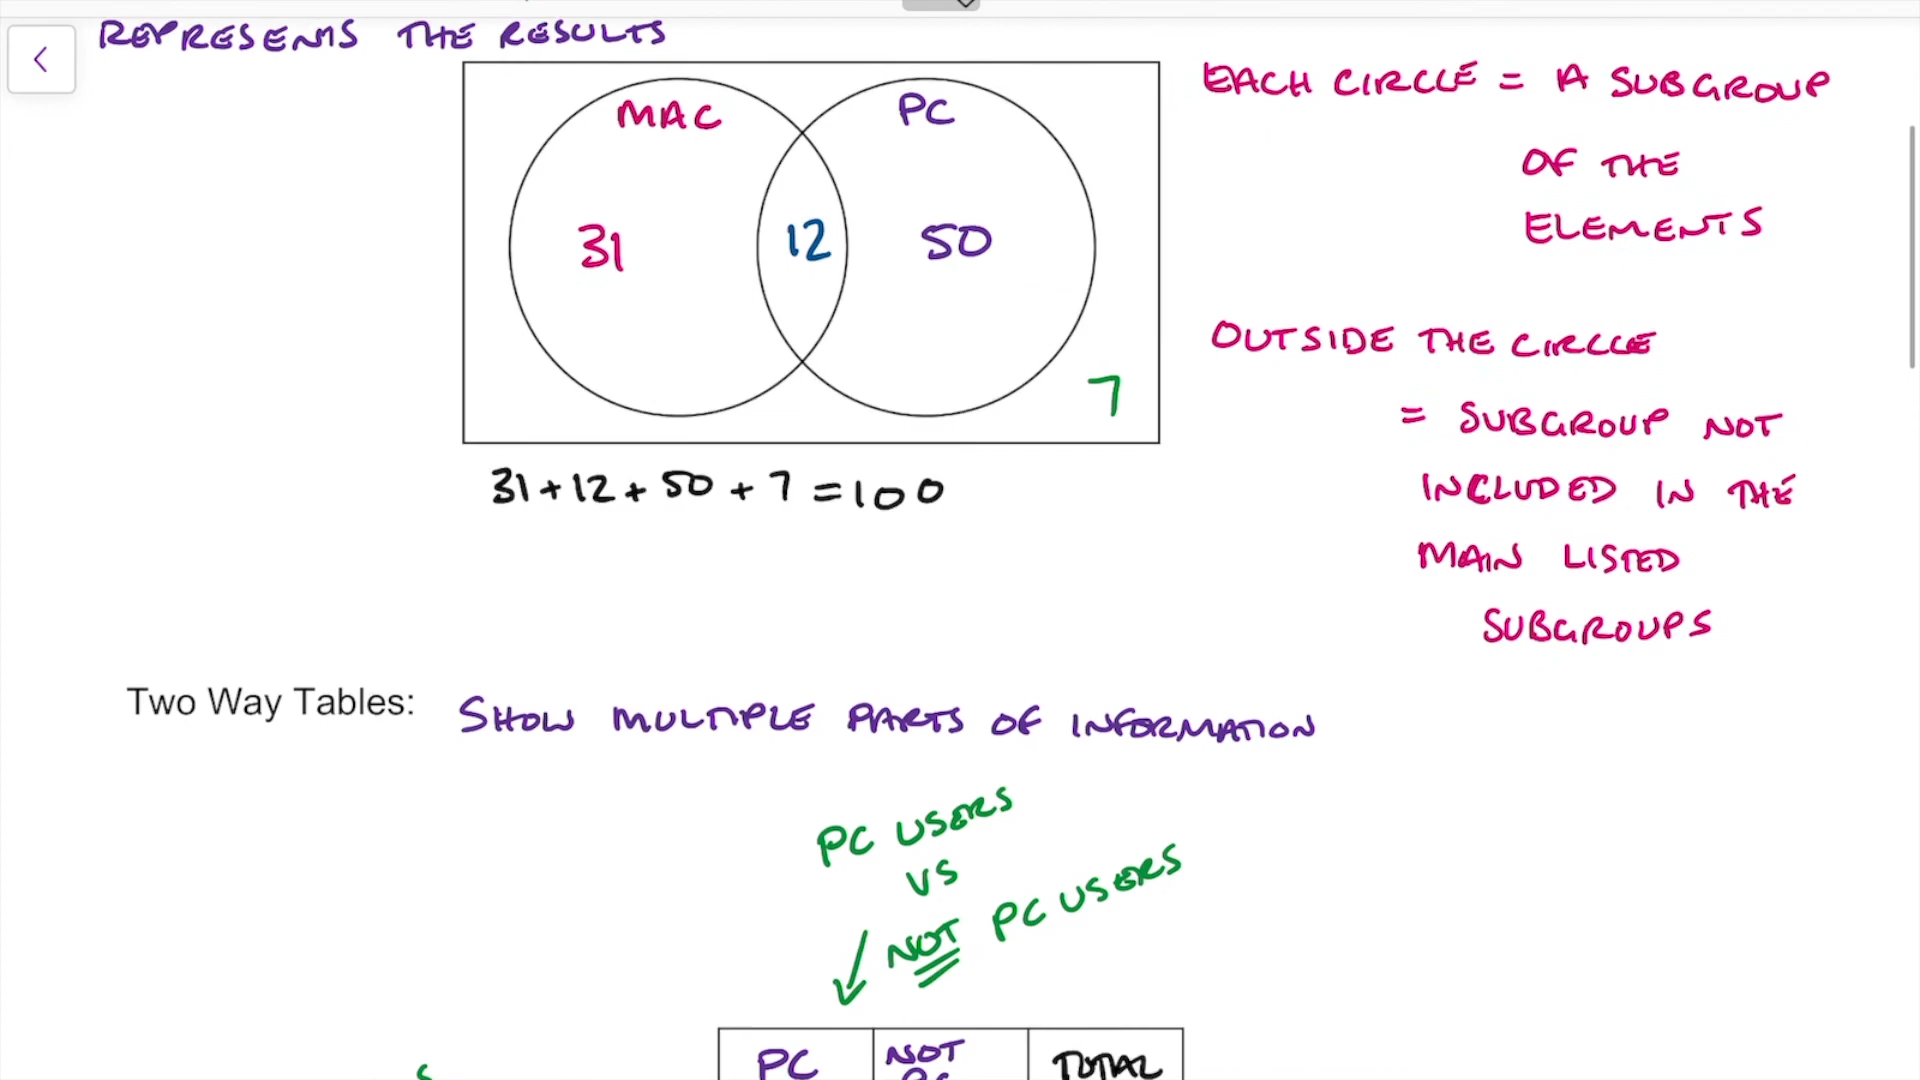 REPRESENTS THE RESULTS
MAC
PC
31
12
50
7
31+12+50+7=100
EACH CIRCLE = A SUBGROUP
OF THE
ELEMENTS
OUTSIDE THE CIRCLE
= SUBGROUP NOT
INCLUDED IN THE
MAIN LISTED
SUBGROUPS
Two Way Tables: SHOW MULTIPLE PARTS OF INFORMATION
PC USERS
VS
NOT PC USERS
PC
NOT
PC
TOTAL